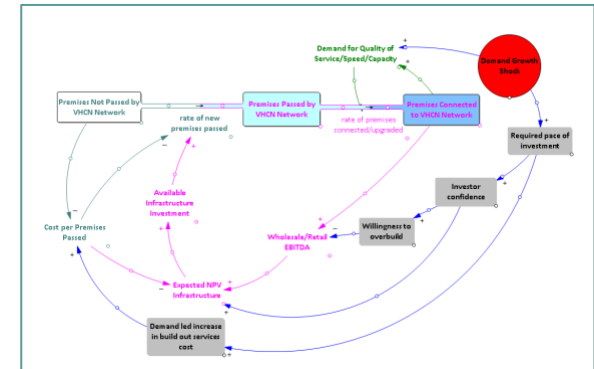 Demand for Quality of
Service/Speed/Capacity
Demand Growth
Shock
Premises Not Passed by
VHCN Network
Premises Passed by
VHCN Network
Premises Connected
to VHCN Network
rate of new
premises passed
rate of premises
connected/upgraded
Required pace of
investment
Investor
confidence
Available
Infrastructure
Investment
Willingness to
overbuild
Cost per Premises
Passed
Wholesale/Retail
EBITDA
Expected NPV
Infrastructure
Demand led increase
in build out services
cost